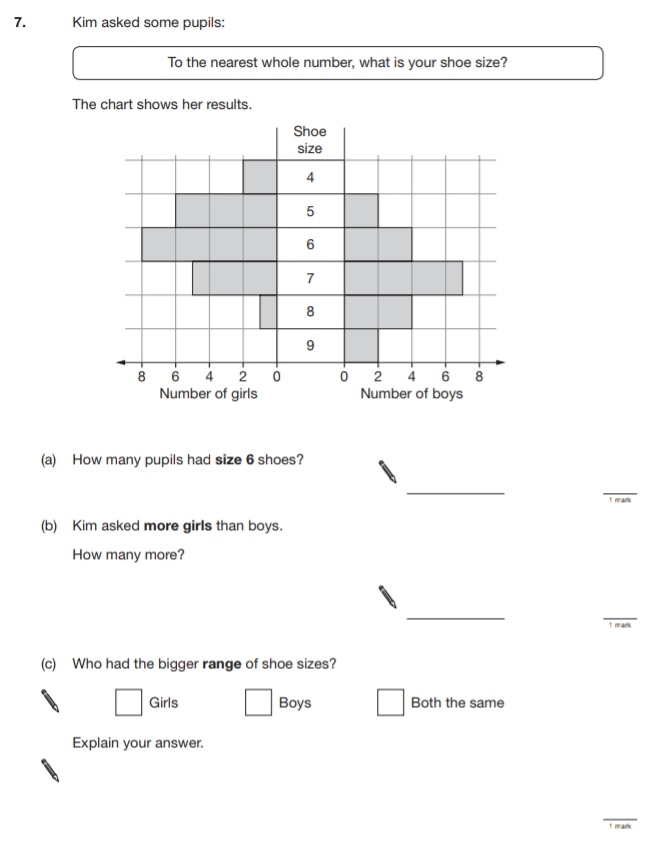 7. Kim asked some pupils:
To the nearest whole number, what is your shoe size?
The chart shows her results.
Shoe
size
4
5
6
7
8
9
8 6 4 2 0 0 2 4 6 8
Number of girls Number of boys
(a) How many pupils had size 6 shoes?
1 mark
(b) Kim asked more girls than boys.
How many more?
1 mark
(c) Who had the bigger range of shoe sizes?
Girls Boys Both the same
Explain your answer.
1 mark